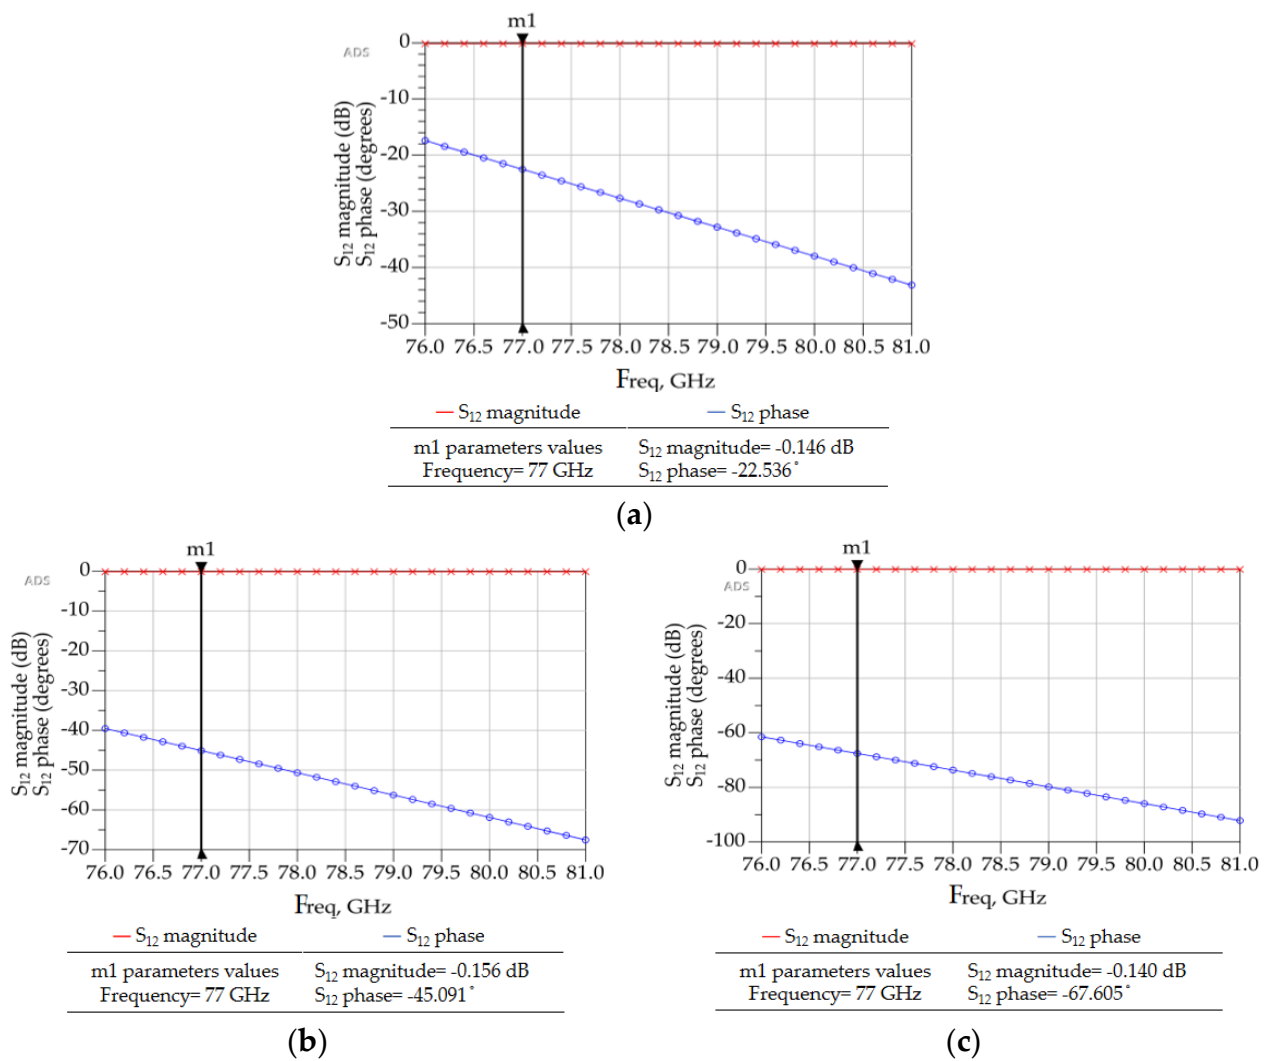 m1
ADS
S12 magnitude (dB)
S12 phase (degrees)
0
-10
-20
-30
-40
-50
76.0 76.5 77.0 77.5 78.0 78.5 79.0 79.5 80.0 80.5 81.0
Freq, GHz
S12 magnitude S12 phase
m1 parameters values S12 magnitude= -0.146 dB
Frequency= 77 GHz S12 phase= -22.536°
(a)
m1
ADS
S12 magnitude (dB)
S12 phase (degrees)
0
-10
-20
-30
-40
-50
-60
-70
76.0 76.5 77.0 77.5 78.0 78.5 79.0 79.5 80.0 80.5 81.0
Freq, GHz
S12 magnitude S12 phase
m1 parameters values S12 magnitude= -0.156 dB
Frequency= 77 GHz S12 phase= -45.091°
(b)
m1
ADS
S12 magnitude (dB)
S12 phase (degrees)
0
-20
-40
-60
-80
-100
76.0 76.5 77.0 77.5 78.0 78.5 79.0 79.5 80.0 80.5 81.0
Freq, GHz
S12 magnitude S12 phase
m1 parameters values S12 magnitude= -0.140 dB
Frequency= 77 GHz S12 phase= -67.605°
(c)